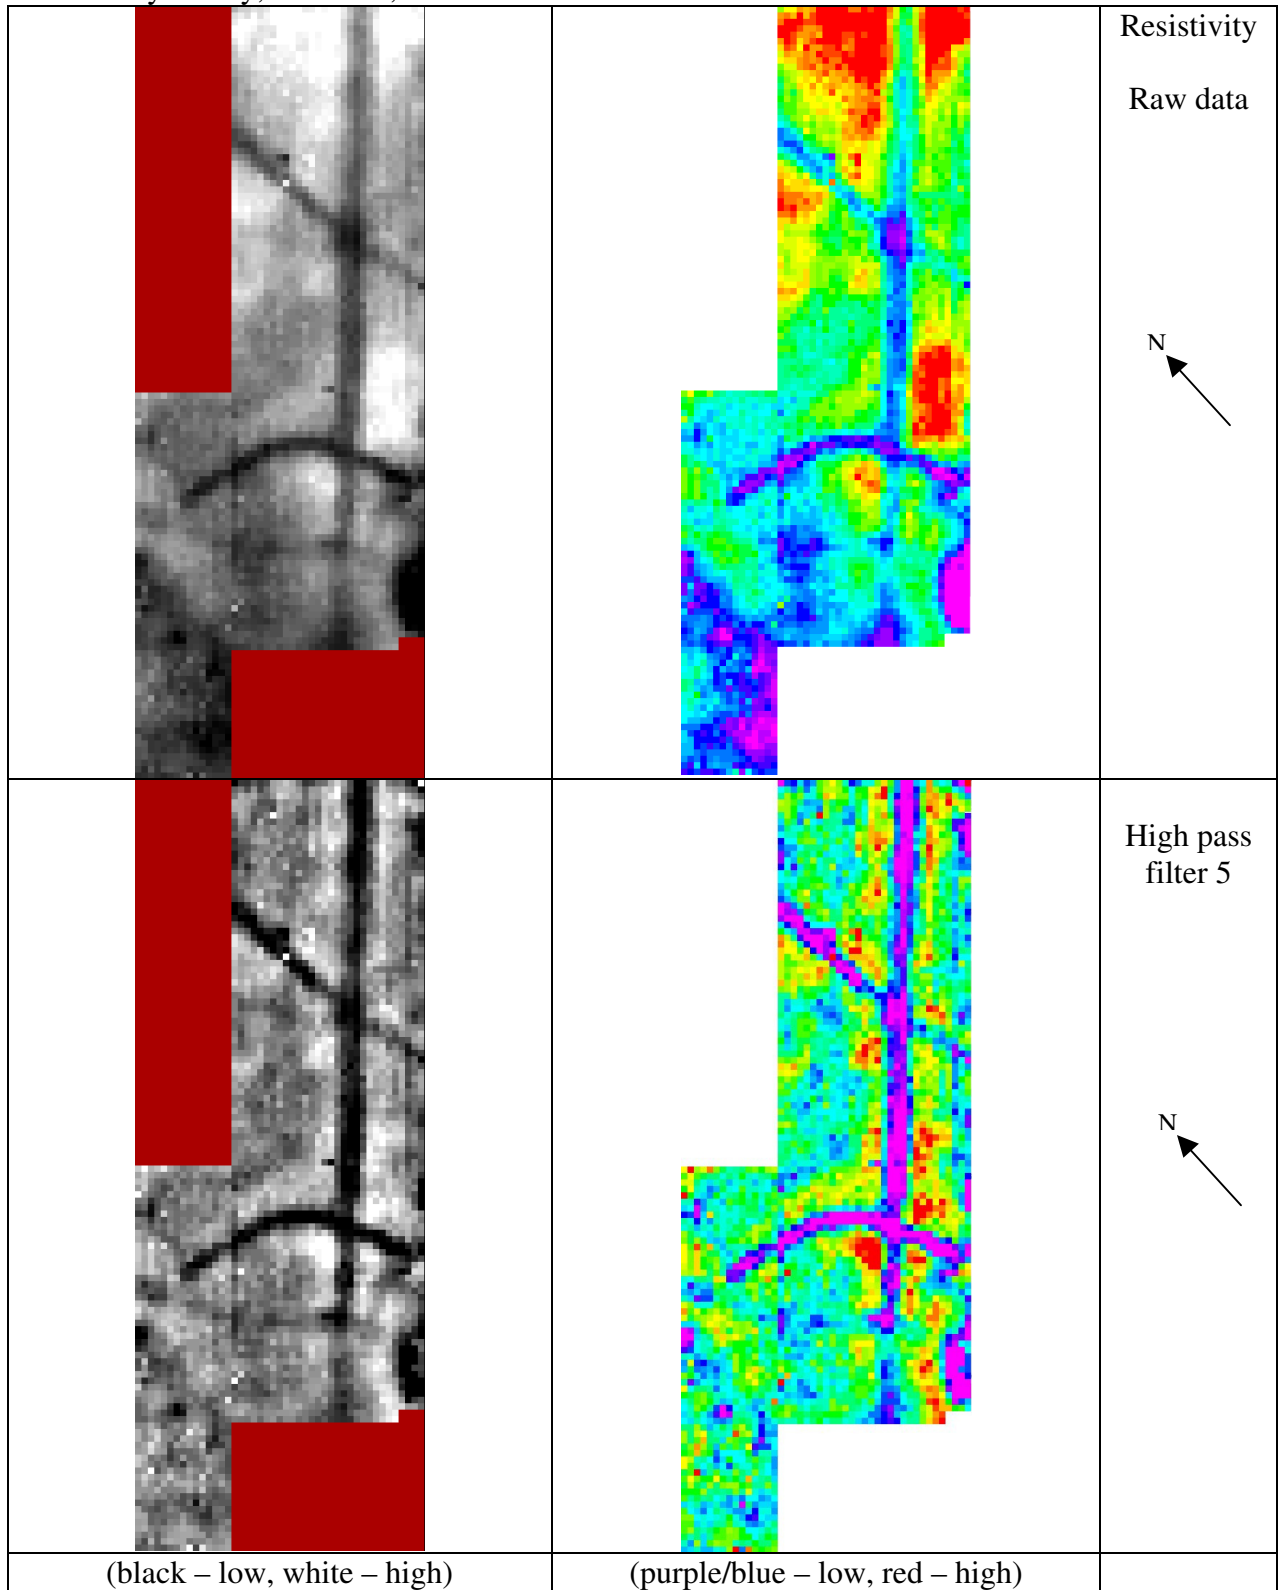 Resistivity
Raw data
N
High pass
filter 5
N
(black – low, white – high)
(purple/blue – low, red – high)